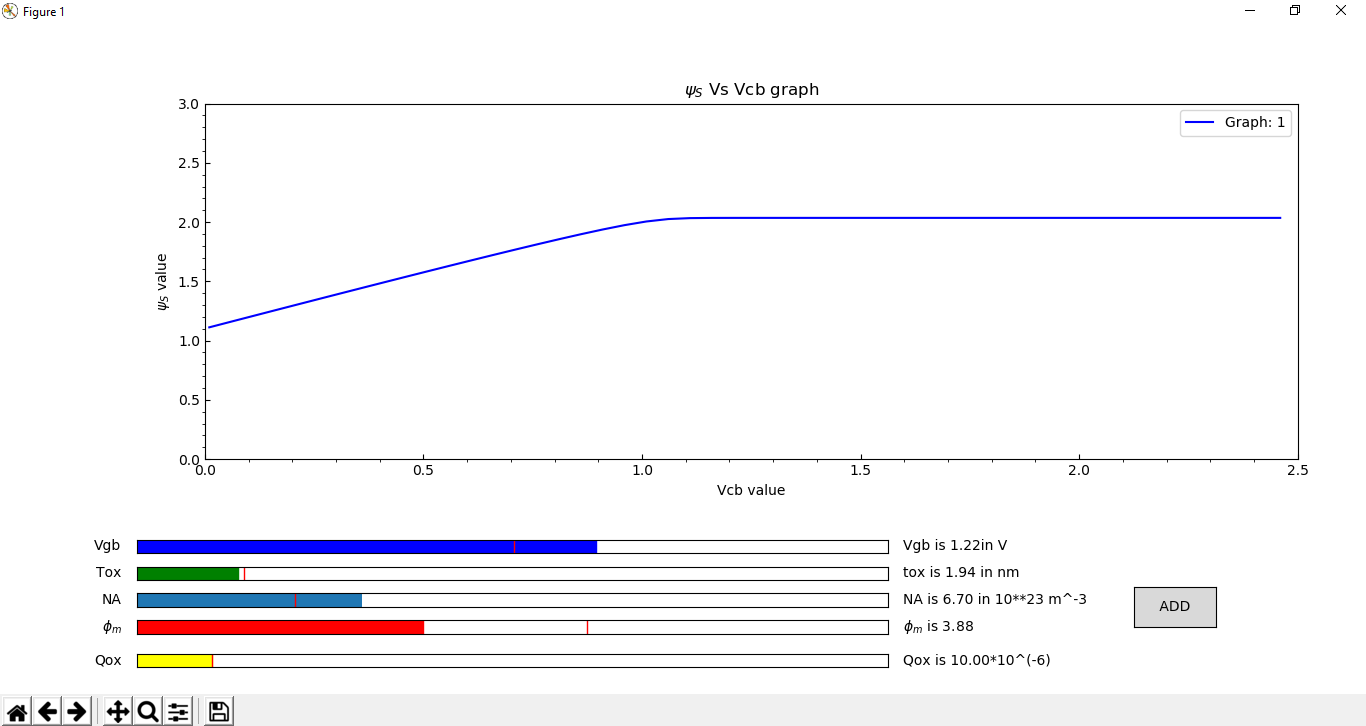 Figure 1
ψS Vs Vcb graph
Graph: 1
3.0
2.5
2.0
1.5
1.0
0.5
0.0
ψS value
0.0 0.5 1.0 1.5 2.0 2.5
Vcb value
Vgb Vgb is 1.22in V
Tox tox is 1.94 in nm
NA NA is 6.70 in 10**23 m^-3
ADD
ϕm ϕm is 3.88
Qox Qox is 10.00*10^(-6)